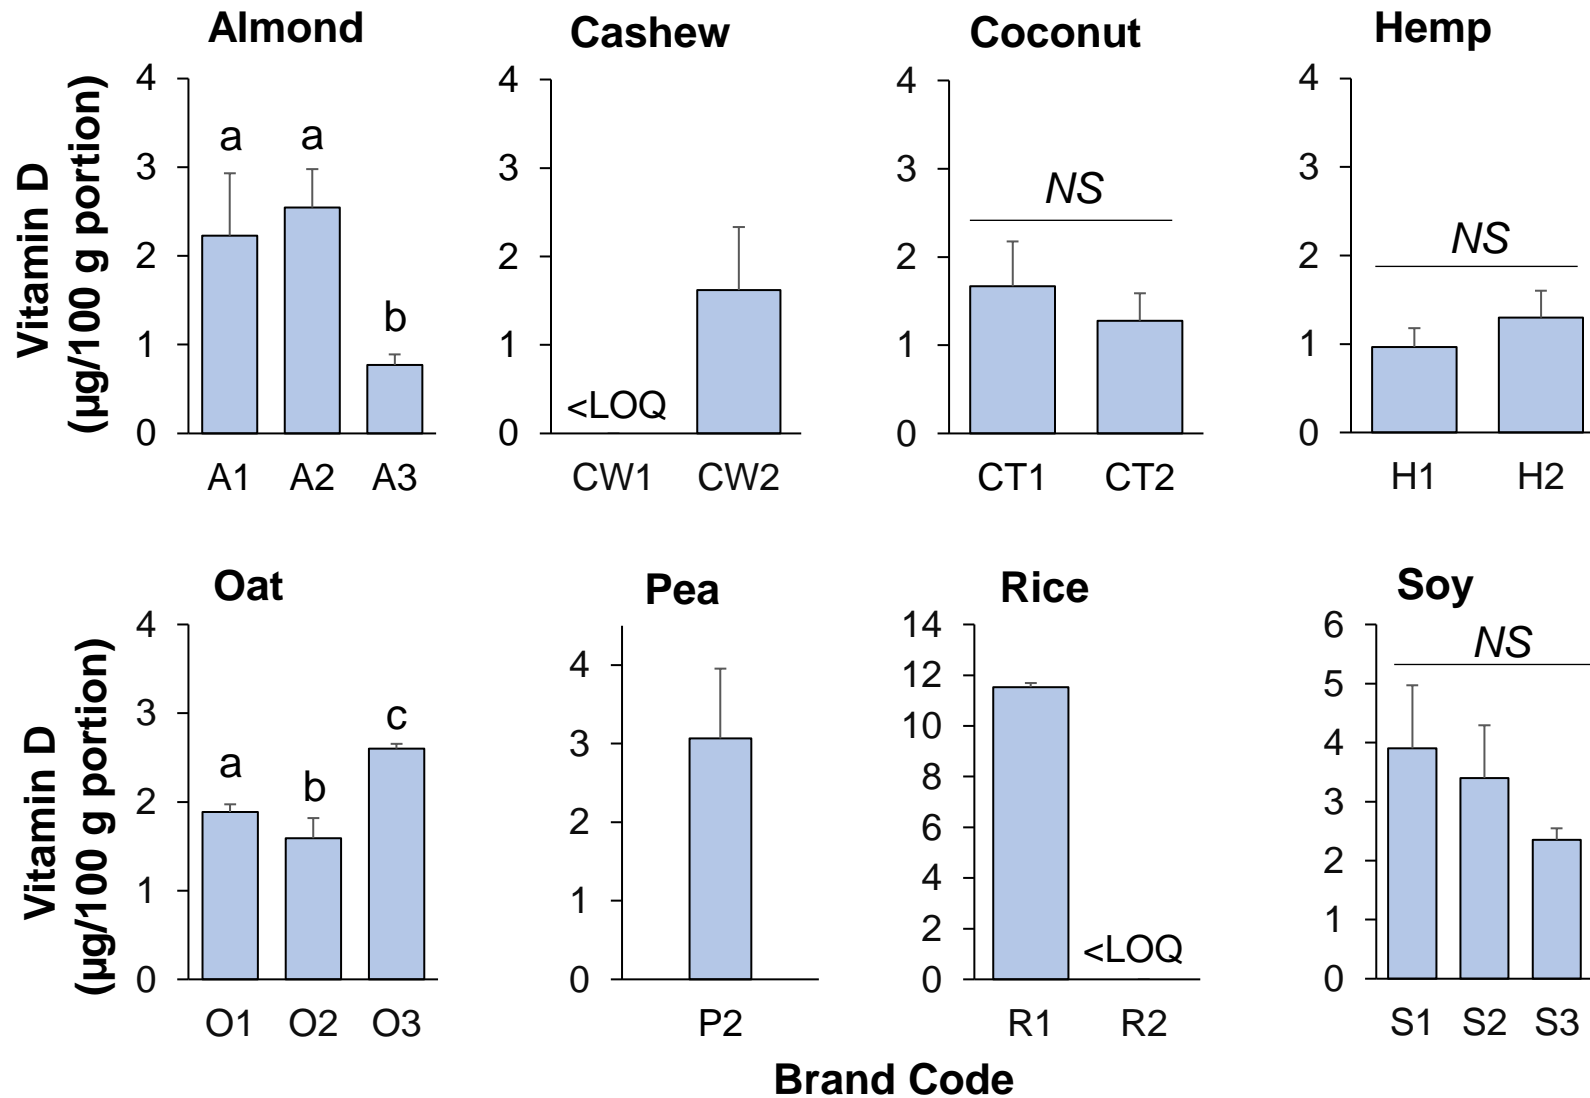 Almond Cashew Coconut Hemp
Vitamin D
(µg/100 g portion)
4
3
2
1
0
a a b
A1 A2 A3
4
3
2
1
0
<LOQ
CW1 CW2
4
3
2
1
0
NS
CT1 CT2
4
3
2
1
0
NS
H1 H2
Oat Pea Rice Soy
Vitamin D
(µg/100 g portion)
4
3
2
1
0
a b c
O1 O2 O3
4
3
2
1
0
P2
14
12
10
8
6
4
2
0
<LOQ
R1 R2
6
5
4
3
2
1
0
NS
S1 S2 S3
Brand Code